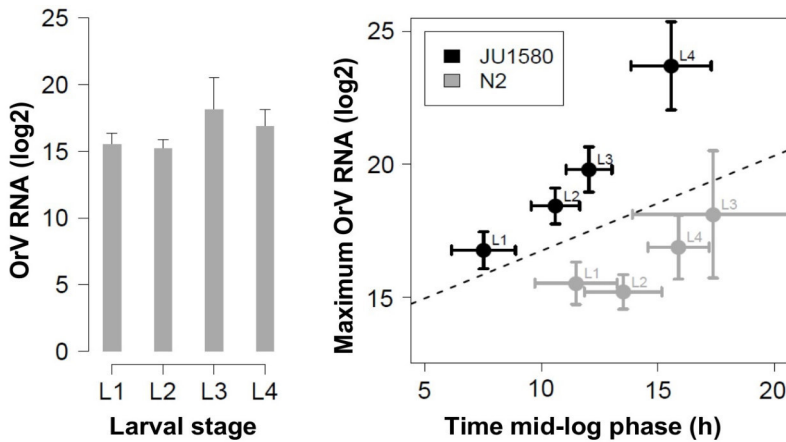 OrV RNA (log2)
25
20
15
10
5
0
L1 L2 L3 L4
Larval stage
Maximum OrV RNA (log2)
25
20
15
JU1580
N2
L4
L3
L2
L1
L3
L4
L1
L2
5 10 15 20
Time mid-log phase (h)